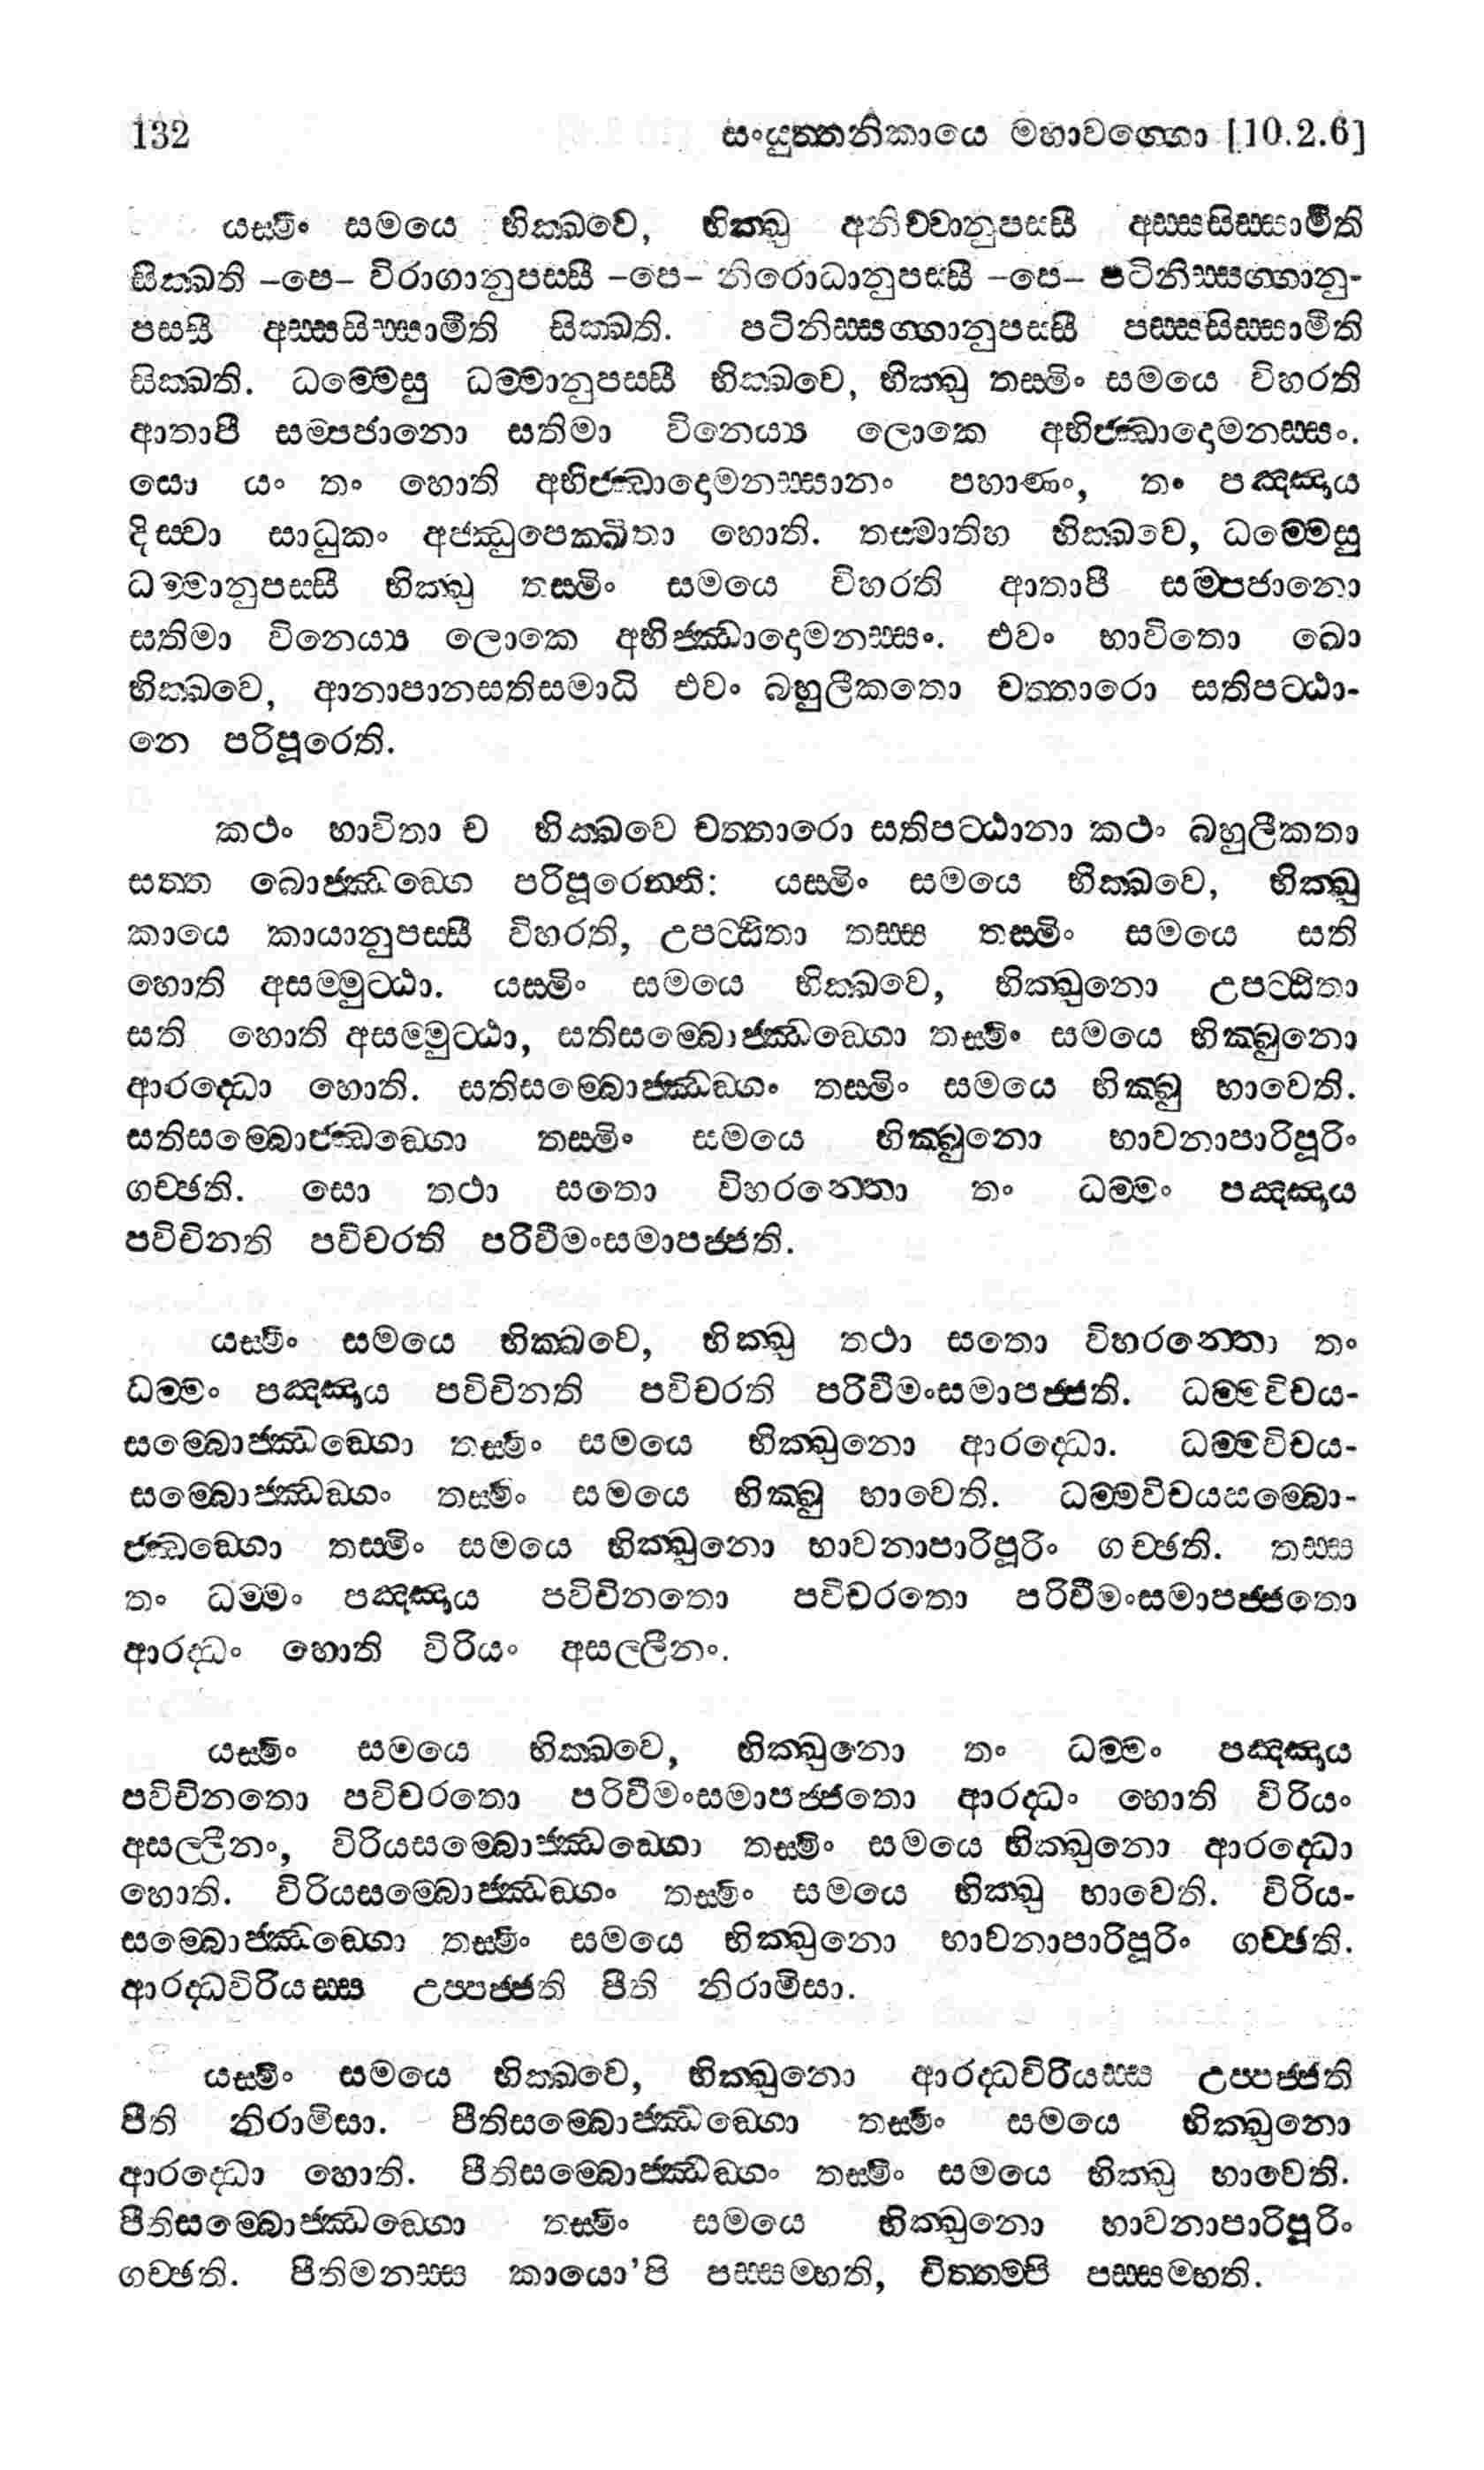 132 සංයුත්තනිකායෙ මහාවග්ගො [10.2.6]
යස්මිං සමයෙ භික්ඛවෙ, භික්ඛු අනිච්චානුපස්සී අස්සසිස්සාමීති
සික්ඛති –පෙ– විරාගානුපස්සී –පෙ– නිරොධානුපස්සී –පෙ– පටිනිස්සග්ගානු-
පස්සී අස්සසිස්සාමීති සික්ඛති. පටිනිස්සග්ගානුපස්සී පස්සසිස්සාමීති
සික්ඛති. ධම්මෙසු ධම්මානුපස්සී භික්ඛවෙ, භික්ඛු තස්මිං සමයෙ විහරති
ආතාපී සම්පජානො සතිමා විනෙය්‍ය ලොකෙ අභිජ්ඣාදොමනස්සං.
සො යං තං හොති අභිජ්ඣාදොමනස්සානං පහාණං, තං පඤ්ඤාය
දිස්වා සාධුකං අජ්ඣුපෙක්ඛිතා හොති. තස්මාතිහ භික්ඛවෙ, ධම්මෙසු
ධම්මානුපස්සී භික්ඛු තස්මිං සමයෙ විහරති ආතාපී සම්පජානො
සතිමා විනෙය්‍ය ලොකෙ අභිජ්ඣාදොමනස්සං. එවං භාවිතො ඛො
භික්ඛවෙ, ආනාපානසතිසමාධි එවං බහුලීකතො චත්තාරො සතිපට්ඨා-
නෙ පරිපූරෙති.
කථං භාවිතා ච භික්ඛවෙ චත්තාරො සතිපට්ඨානා කථං බහුලීකතා
සත්ත බොජ්ඣඞ්ගෙ පරිපූරෙන්ති: යස්මිං සමයෙ භික්ඛවෙ, භික්ඛු
කායෙ කායානුපස්සී විහරති, උපට්ඨිතා තස්ස තස්මිං සමයෙ සති
හොති අසම්මුට්ඨා. යස්මිං සමයෙ භික්ඛවෙ, භික්ඛුනො උපට්ඨිතා
සති හොති අසම්මුට්ඨා, සතිසම්බොජ්ඣඞ්ගො තස්මිං සමයෙ භික්ඛුනො
ආරද්ධො හොති. සතිසම්බොජ්ඣඞ්ගං තස්මිං සමයෙ භික්ඛු භාවෙති.
සතිසම්බොජ්ඣඞ්ගො තස්මිං සමයෙ භික්ඛුනො භාවනාපාරිපූරිං
ගච්ඡති. සො තථා සතො විහරන්තො තං ධම්මං පඤ්ඤාය
පවිචිනති පවිචරති පරිවීමංසමාපජ්ජති.
යස්මිං සමයෙ භික්ඛවෙ, භික්ඛු තථා සතො විහරන්තො තං
ධම්මං පඤ්ඤාය පවිචිනති පවිචරති පරිවීමංසමාපජ්ජති. ධම්මවිචය-
සම්බොජ්ඣඞ්ගො තස්මිං සමයෙ භික්ඛුනො ආරද්ධො. ධම්මවිචය-
සම්බොජ්ඣඞ්ගං තස්මිං සමයෙ භික්ඛු භාවෙති. ධම්මවිචයසම්බො-
ජ්ඣඞ්ගො තස්මිං සමයෙ භික්ඛුනො භාවනාපාරිපූරිං ගච්ඡති. තස්ස
තං ධම්මං පඤ්ඤාය පවිචිනතො පවිචරතො පරිවීමංසමාපජ්ජතො
ආරද්ධං හොති විරියං අසල්ලීනං.
යස්මිං සමයෙ භික්ඛවෙ, භික්ඛුනො තං ධම්මං පඤ්ඤාය
පවිචිනතො පවිචරතො පරිවීමංසමාපජ්ජතො ආරද්ධං හොති විරියං
අසල්ලීනං, විරියසම්බොජ්ඣඞ්ගො තස්මිං සමයෙ භික්ඛුනො ආරද්ධො
හොති. විරියසම්බොජ්ඣඞ්ගං තස්මිං සමයෙ භික්ඛු භාවෙති. විරිය-
සම්බොජ්ඣඞ්ගො තස්මිං සමයෙ භික්ඛුනො භාවනාපාරිපූරිං ගච්ඡති.
ආරද්ධවිරියස්ස උප්පජ්ජති පීති නිරාමිසා.
යස්මිං සමයෙ භික්ඛවෙ, භික්ඛුනො ආරද්ධවිරියස්ස උප්පජ්ජති
පීති නිරාමිසා. පීතිසම්බොජ්ඣඞ්ගො තස්මිං සමයෙ භික්ඛුනො
ආරද්ධො හොති. පීතිසම්බොජ්ඣඞ්ගං තස්මිං සමයෙ භික්ඛු භාවෙති.
පීතිසම්බොජ්ඣඞ්ගො තස්මිං සමයෙ භික්ඛුනො භාවනාපාරිපූරිං
ගච්ඡති. පීතිමනස්ස කායො'පි පස්සම්භති, චිත්තම්පි පස්සම්භති.